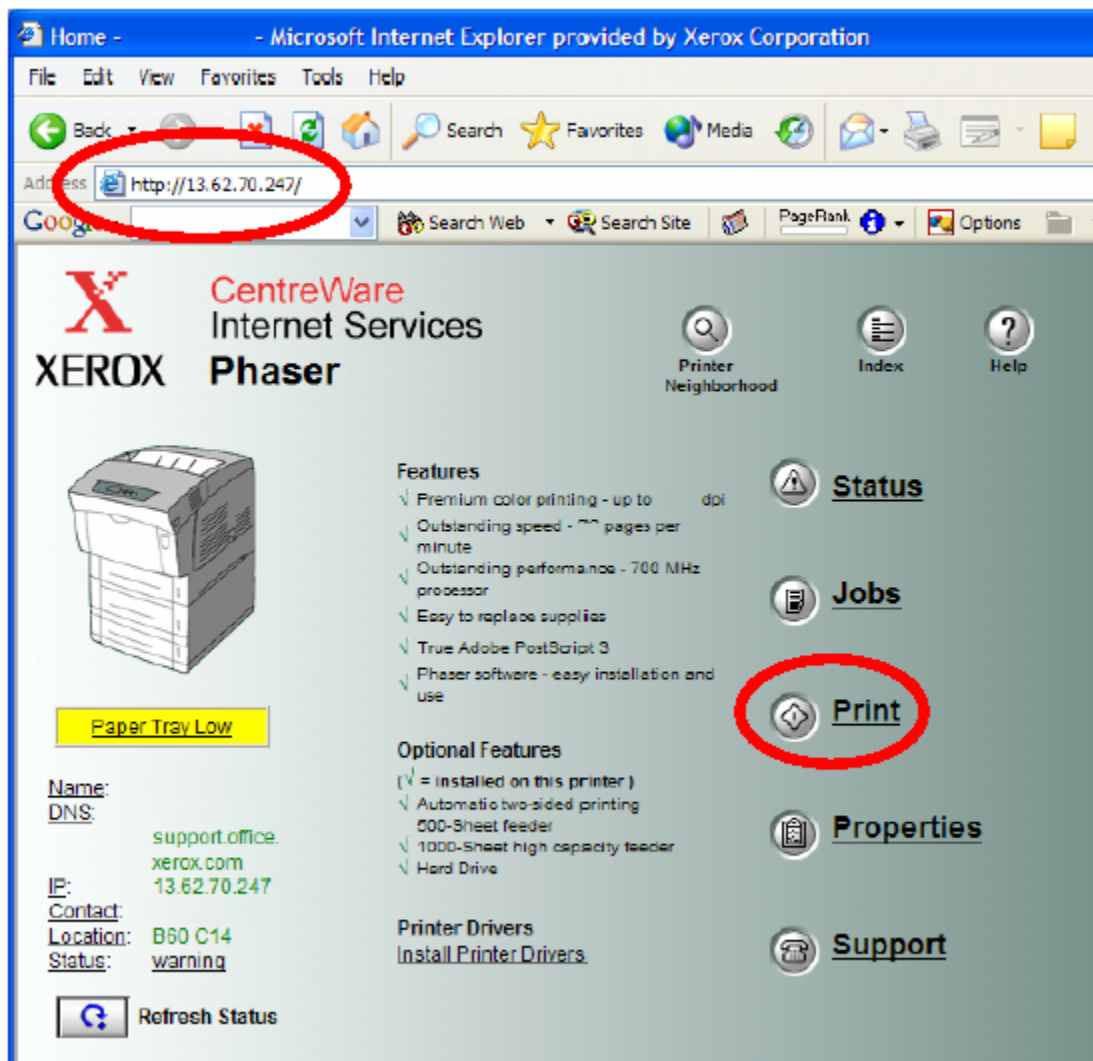 Home - - Microsoft Internet Explorer provided by Xerox Corporation
File Edit View Favorites Tools Help
Back Search Favorites Media
Address http://13.62.70.247/
Google Search Web Search Site PageRank Options
XEROX
CentreWare
Internet Services
Phaser
Printer
Neighborhood
Index
Help
Paper Tray Low
Name:
DNS:
support.office.
xerox.com
IP: 13.62.70.247
Contact:
Location: B60 C14
Status: warning
Refresh Status
Features
√ Premium color printing - up to dpi
√ Outstanding speed - pages per
minute
√ Outstanding performance - 700 MHz
processor
√ Easy to replace supplies
√ True Adobe PostScript 3
√ Phaser software - easy installation and
use
Optional Features
(√ = installed on this printer)
√ Automatic two-sided printing
500-Sheet feeder
√ 1000-Sheet high capacity feeder
√ Hard Drive
Printer Drivers
Install Printer Drivers
Status
Jobs
Print
Properties
Support